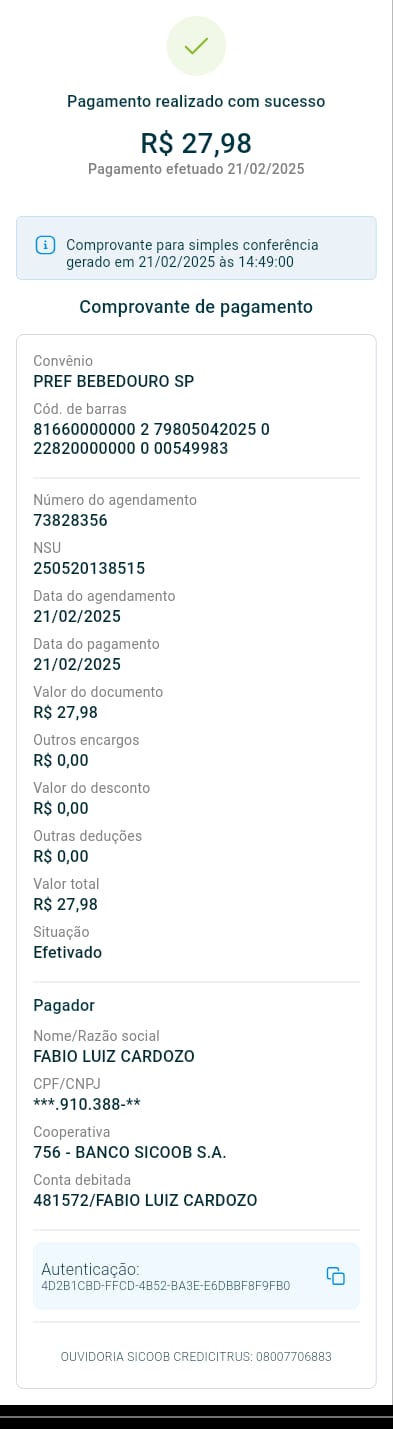 Pagamento realizado com sucesso
R$ 27,98
Pagamento efetuado 21/02/2025
Comprovante para simples conferência
gerado em 21/02/2025 às 14:49:00
Comprovante de pagamento
Convênio
PREF BEBEDOURO SP
Cód. de barras
81660000000 2 79805042025 0
22820000000 0 00549983
Número do agendamento
73828356
NSU
250520138515
Data do agendamento
21/02/2025
Data do pagamento
21/02/2025
Valor do documento
R$ 27,98
Outros encargos
R$ 0,00
Valor do desconto
R$ 0,00
Outras deduções
R$ 0,00
Valor total
R$ 27,98
Situação
Efetivado
Pagador
Nome/Razão social
FABIO LUIZ CARDOZO
CPF/CNPJ
***.910.388-**
Cooperativa
756 - BANCO SICOOB S.A.
Conta debitada
481572/FABIO LUIZ CARDOZO
Autenticação:
4D2B1CBD-FFCD-4B52-BA3E-E6DBBF8F9FB0
OUVIDORIA SICOOB CREDICITRUS: 08007706883